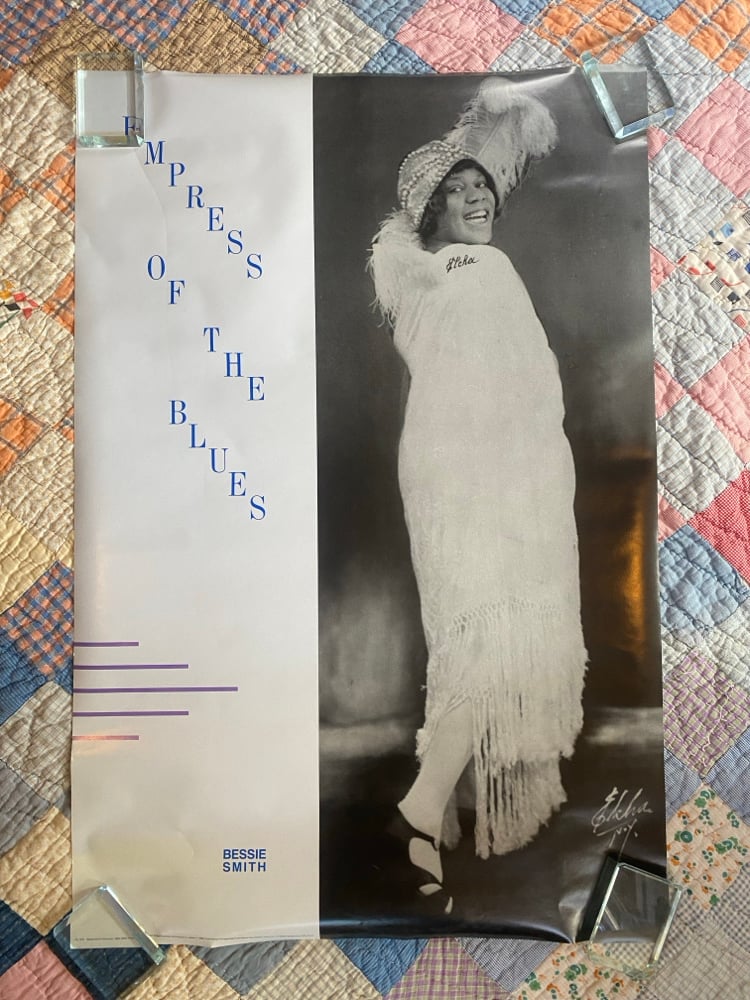 EMPRESS
OF
THE
BLUES
Elcha
BESSIE
SMITH
Elcha
N.Y.